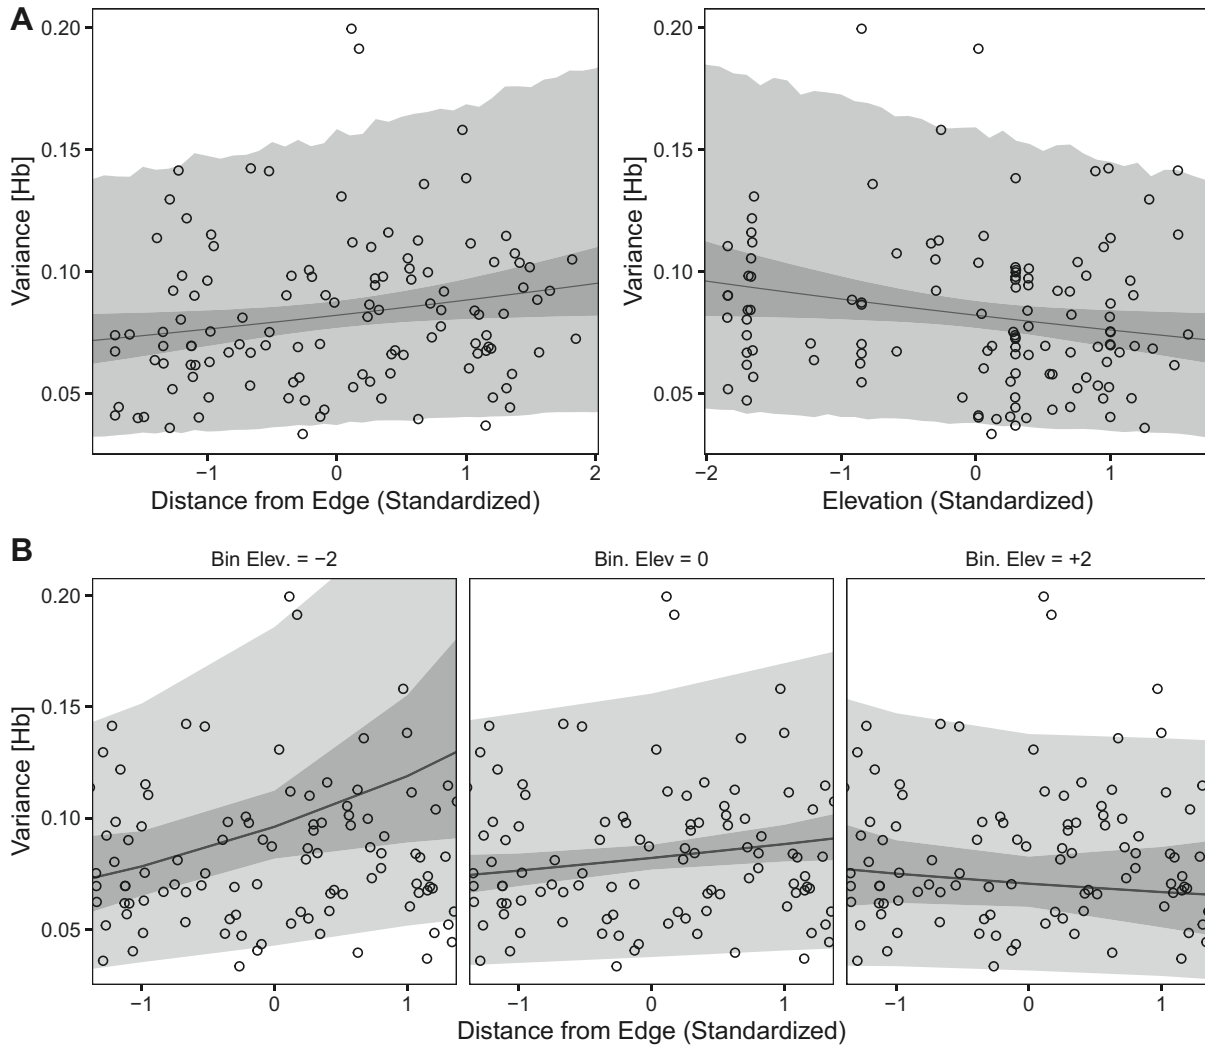 A
0.20
0.15
0.10
0.05
Variance [Hb]
−1
0
1
2
Distance from Edge (Standardized)
0.20
0.15
0.10
0.05
Variance [Hb]
−2
−1
0
1
Elevation (Standardized)
B
Bin Elev. = −2
Bin. Elev = 0
Bin. Elev = +2
0.20
0.15
0.10
0.05
Variance [Hb]
−1
0
1
−1
0
1
−1
0
1
Distance from Edge (Standardized)